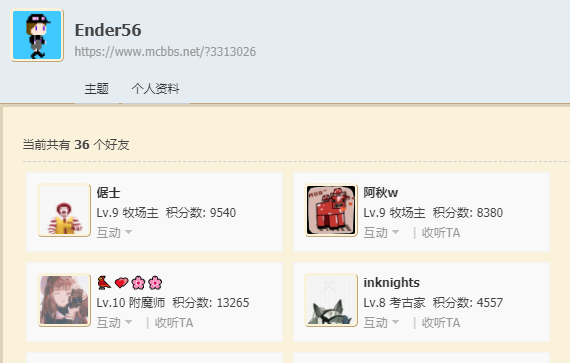 Ender56
https://www.mcbbs.net/?3313026
主题 个人资料
当前共有 36 个好友
倨士
Lv.9 牧场主 积分数: 9540
互动
阿秋w
Lv.9 牧场主 积分数: 8380
互动 | 收听TA
Lv.10 附魔师 积分数: 13265
互动 | 收听TA
inknights
Lv.8 考古家 积分数: 4557
互动 | 收听TA